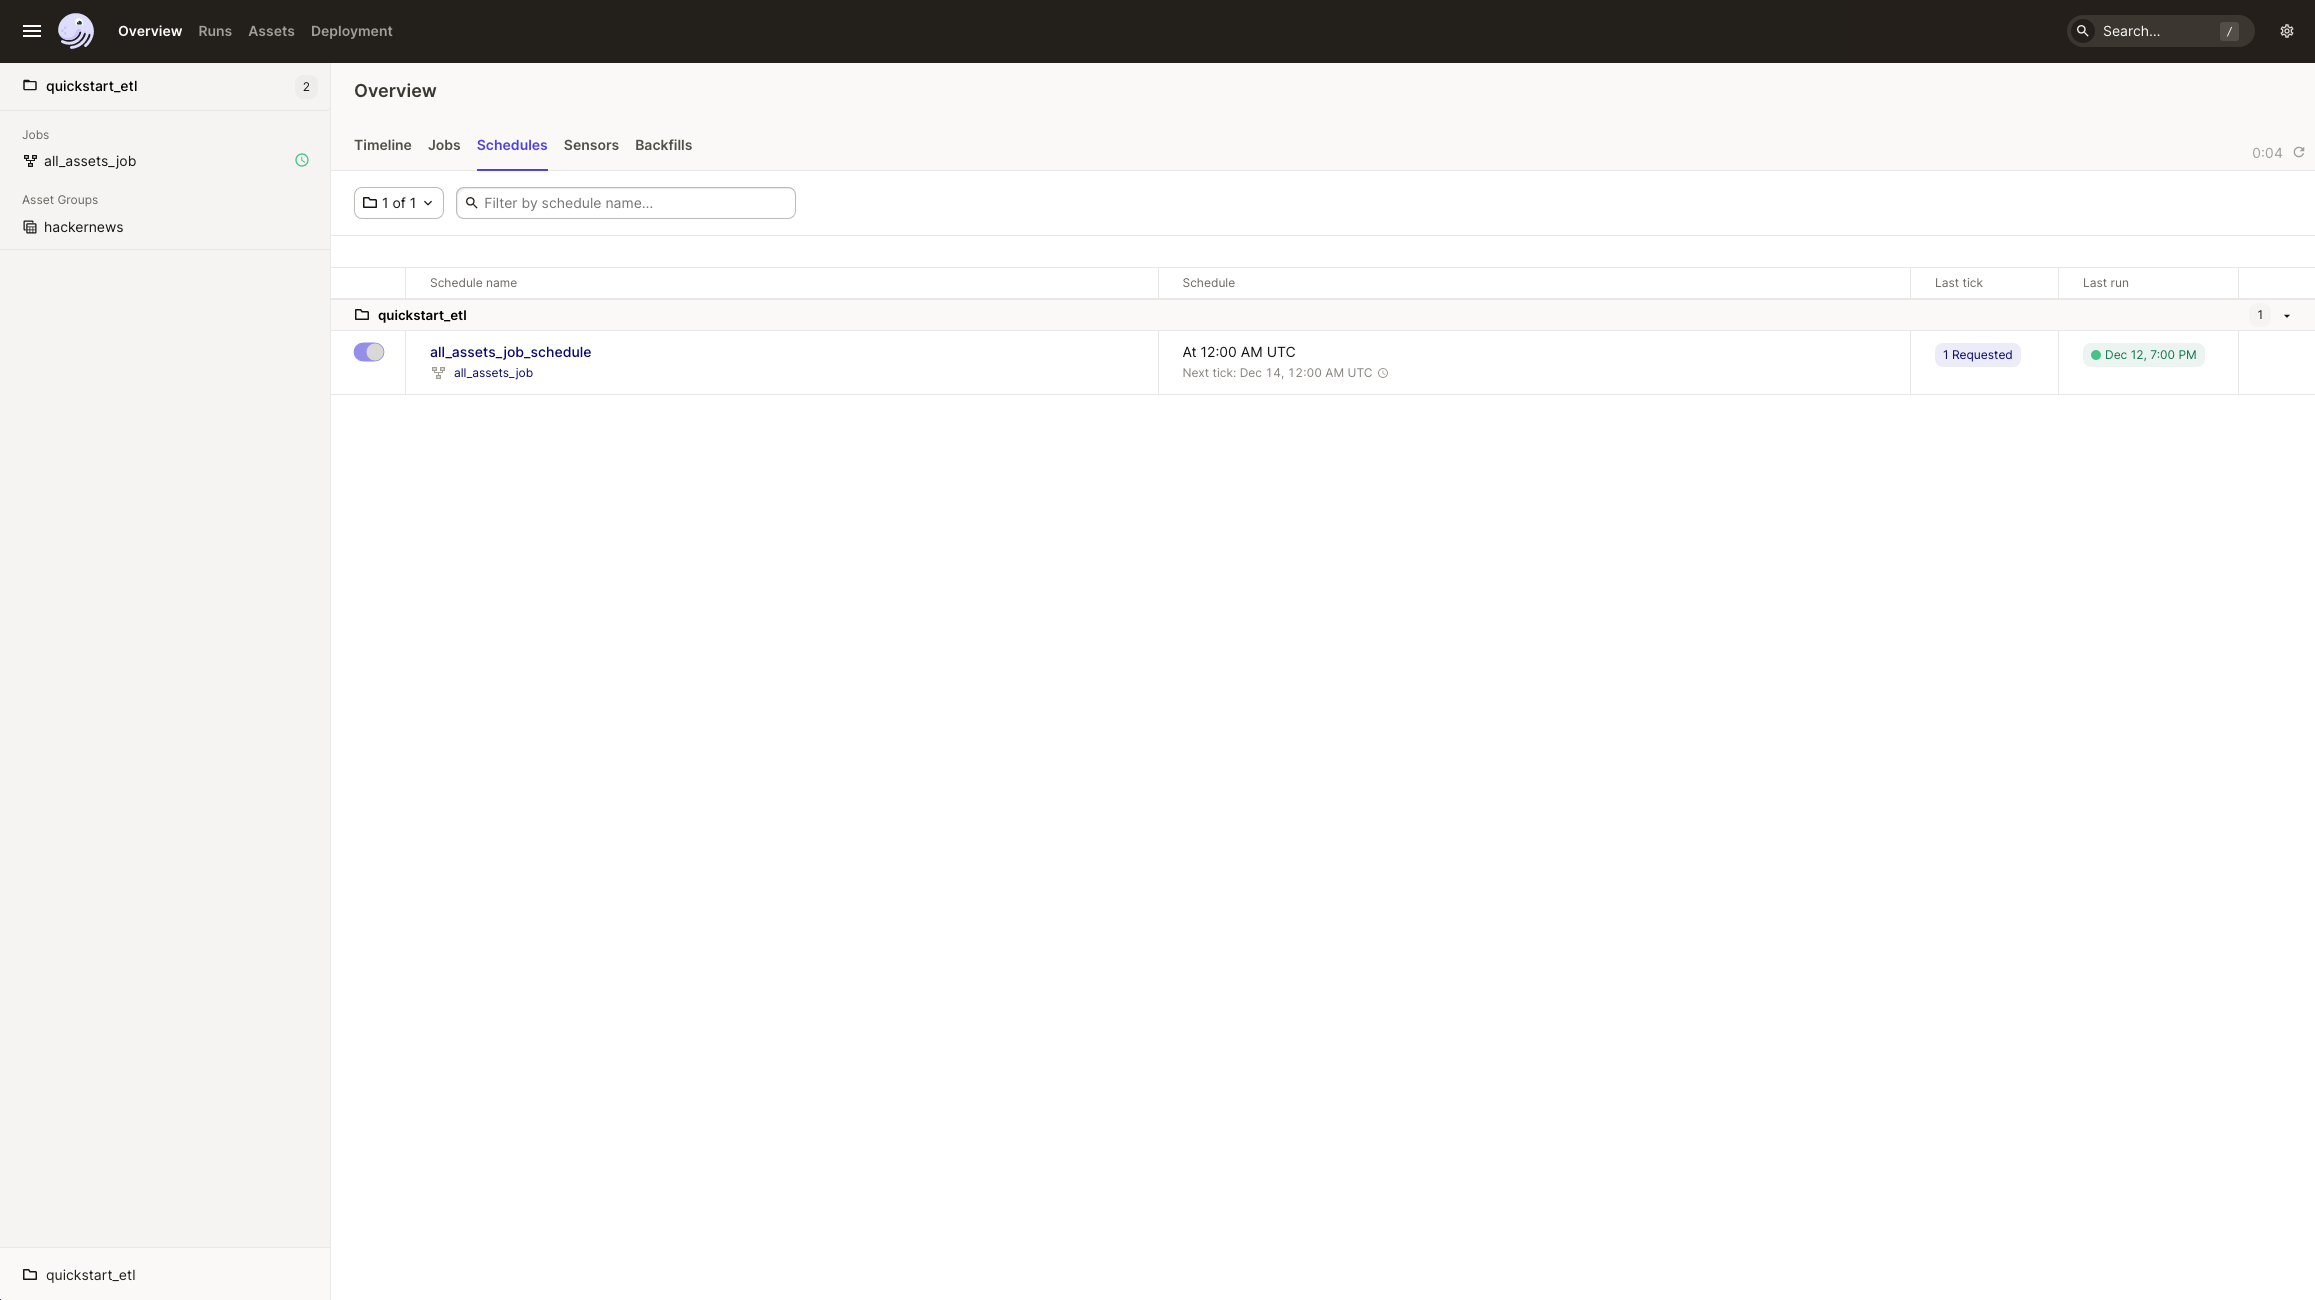 Overview Runs Assets Deployment
Search... /
quickstart_etl 2
Jobs
all_assets_job
Asset Groups
hackernews
quickstart_etl
Overview
Timeline Jobs Schedules Sensors Backfills
0:04
1 of 1 Filter by schedule name...
Schedule name Schedule Last tick Last run
quickstart_etl 1
all_assets_job_schedule At 12:00 AM UTC 1 Requested Dec 12, 7:00 PM
all_assets_job Next tick: Dec 14, 12:00 AM UTC